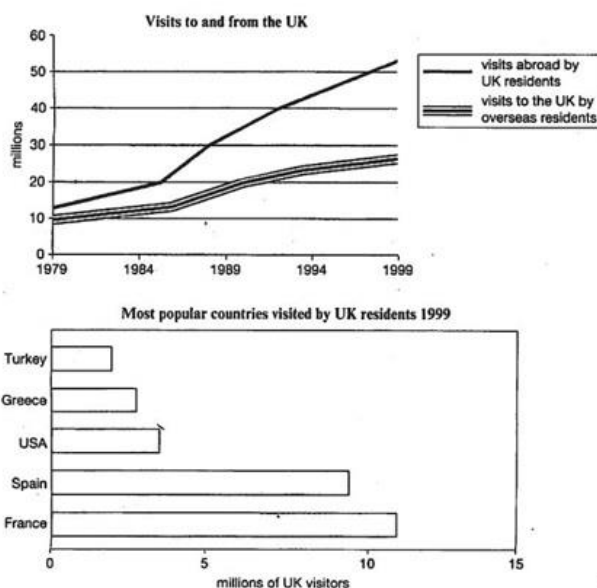 Visits to and from the UK
60
50
40
30
20
10
0
millions
1979
1984
1989
1994
1999
visits abroad by
UK residents
visits to the UK by
overseas residents
Most popular countries visited by UK residents 1999
Turkey
Greece
USA
Spain
France
0
5
10
15
millions of UK visitors